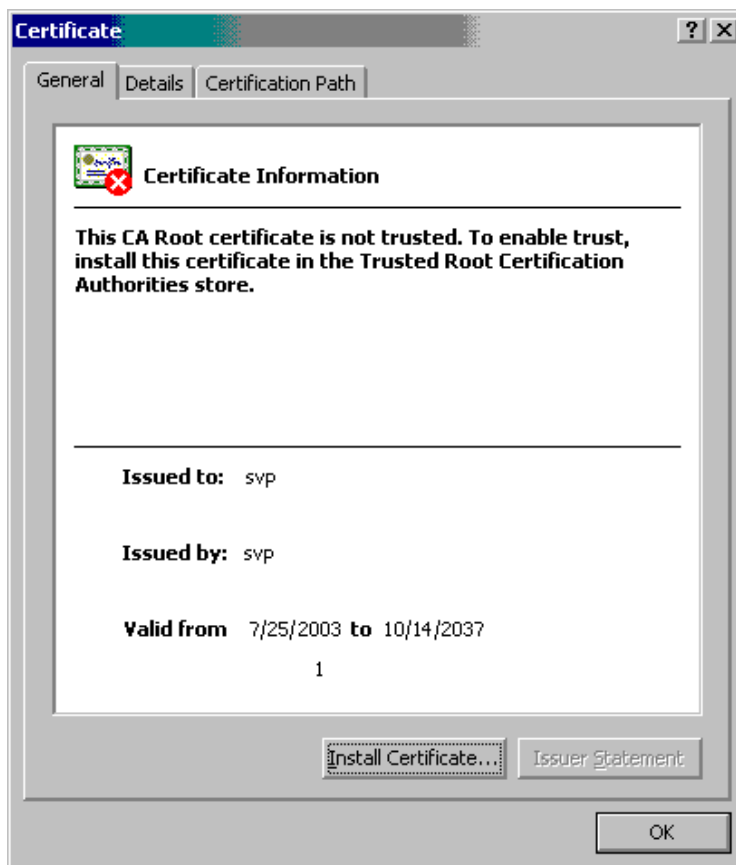 Certificate
General Details Certification Path
Certificate Information
This CA Root certificate is not trusted. To enable trust,
install this certificate in the Trusted Root Certification
Authorities store.
Issued to: svp
Issued by: svp
Valid from 7/25/2003 to 10/14/2037
1
Install Certificate... Issuer Statement
OK